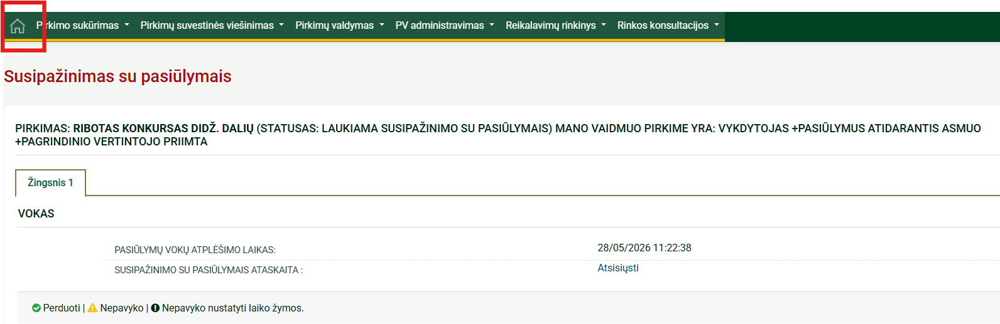 Pirkimo sukūrimas Pirkimų suvestinės viešinimas Pirkimų valdymas PV administravimas Reikalavimų rinkinys Rinkos konsultacijos
Susipažinimas su pasiūlymais
PIRKIMAS: RIBOTAS KONKURSAS DIDŽ. DALIŲ (STATUSAS: LAUKIAMA SUSIPAŽINIMO SU PASIŪLYMAIS) MANO VAIDMUO PIRKIME YRA: VYKDYTOJAS +PASIŪLYMUS ATIDARANTIS ASMUO
+PAGRINDINIO VERTINTOJO PRIIMTA
Žingsnis 1
VOKAS
PASIŪLYMŲ VOKŲ ATPLĖŠIMO LAIKAS: 28/05/2026 11:22:38
SUSIPAŽINIMO SU PASIŪLYMAIS ATASKAITA : Atsisiųsti
Perduoti | Nepavyko | Nepavyko nustatyti laiko žymos.